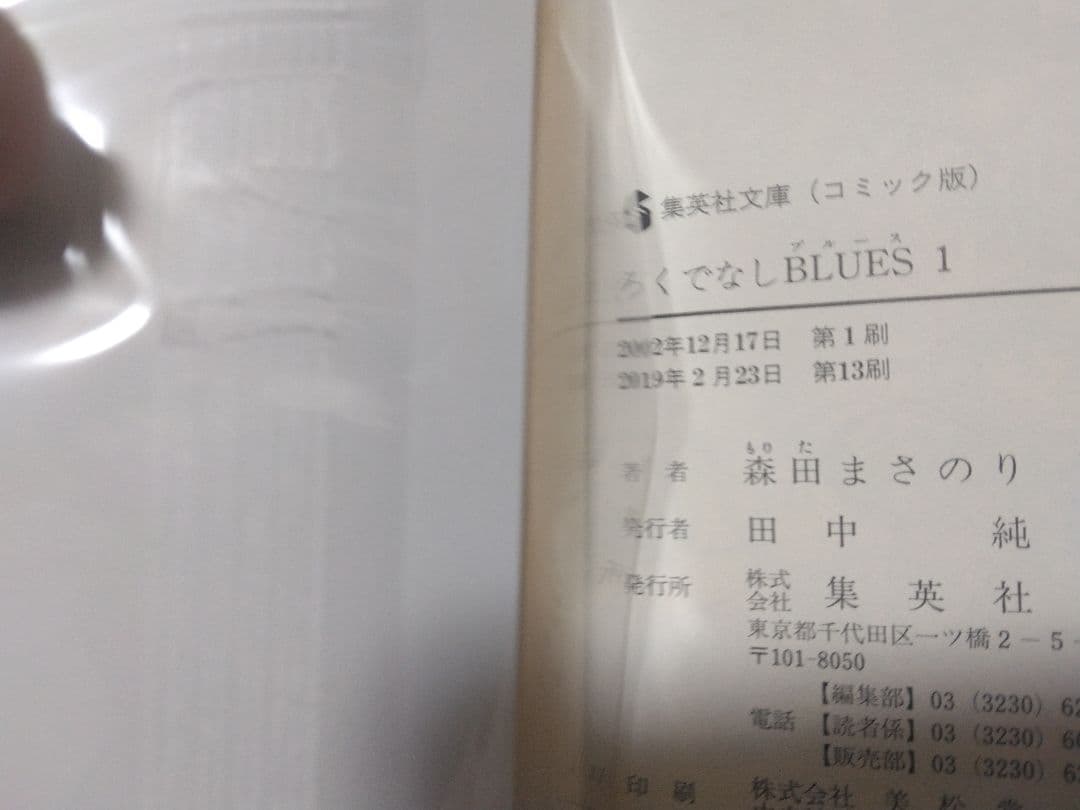 集英社文庫（コミック版）
ブルース
ろくでなしBLUES 1
2002年12月17日 第1刷
2019年2月23日 第13刷
もり た
著 者 森田まさのり
発行者 田中 純
発行所 株式会社 集英社
東京都千代田区一ツ橋2－5－
〒101-8050
【編集部】03（3230）62
電話 【読者係】03（3230）60
【販売部】03（3230）6
印刷 株式会社 美松